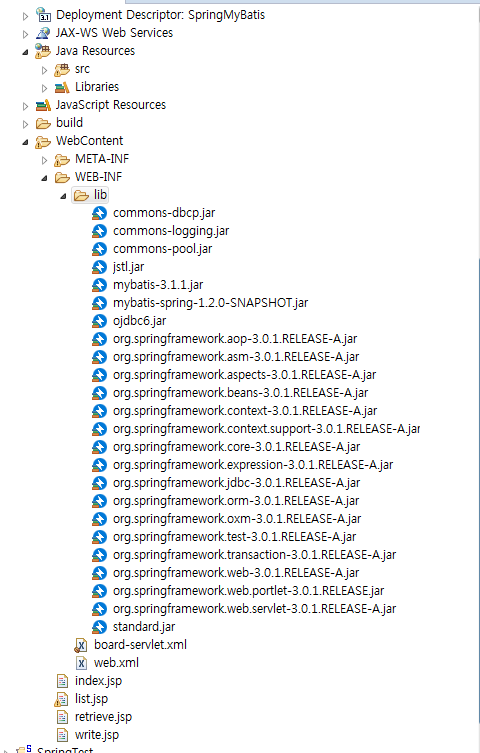 Deployment Descriptor: SpringMyBatis
JAX-WS Web Services
Java Resources
src
Libraries
JavaScript Resources
build
WebContent
META-INF
WEB-INF
lib
commons-dbcp.jar
commons-logging.jar
commons-pool.jar
jstl.jar
mybatis-3.1.1.jar
mybatis-spring-1.2.0-SNAPSHOT.jar
ojdbc6.jar
org.springframework.aop-3.0.1.RELEASE-A.jar
org.springframework.asm-3.0.1.RELEASE-A.jar
org.springframework.aspects-3.0.1.RELEASE-A.jar
org.springframework.beans-3.0.1.RELEASE-A.jar
org.springframework.context-3.0.1.RELEASE-A.jar
org.springframework.context.support-3.0.1.RELEASE-A.jar
org.springframework.core-3.0.1.RELEASE-A.jar
org.springframework.expression-3.0.1.RELEASE-A.jar
org.springframework.jdbc-3.0.1.RELEASE-A.jar
org.springframework.orm-3.0.1.RELEASE-A.jar
org.springframework.oxm-3.0.1.RELEASE-A.jar
org.springframework.test-3.0.1.RELEASE-A.jar
org.springframework.transaction-3.0.1.RELEASE-A.jar
org.springframework.web-3.0.1.RELEASE-A.jar
org.springframework.web.portlet-3.0.1.RELEASE.jar
org.springframework.web.servlet-3.0.1.RELEASE-A.jar
standard.jar
board-servlet.xml
web.xml
index.jsp
list.jsp
retrieve.jsp
write.jsp
SpringTest